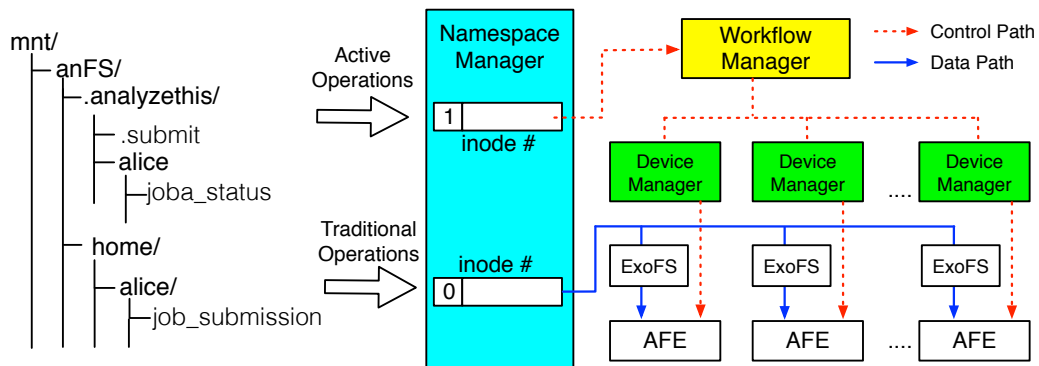 mnt/
anFS/
.analyzethis/
.submit
alice
joba_status
home/
alice/
job_submission
Active
Operations
Traditional
Operations
Namespace
Manager
1
inode #
inode #
0
Workflow
Manager
Control Path
Data Path
Device
Manager
Device
Manager
....
Device
Manager
ExoFS
ExoFS
ExoFS
AFE
AFE
....
AFE